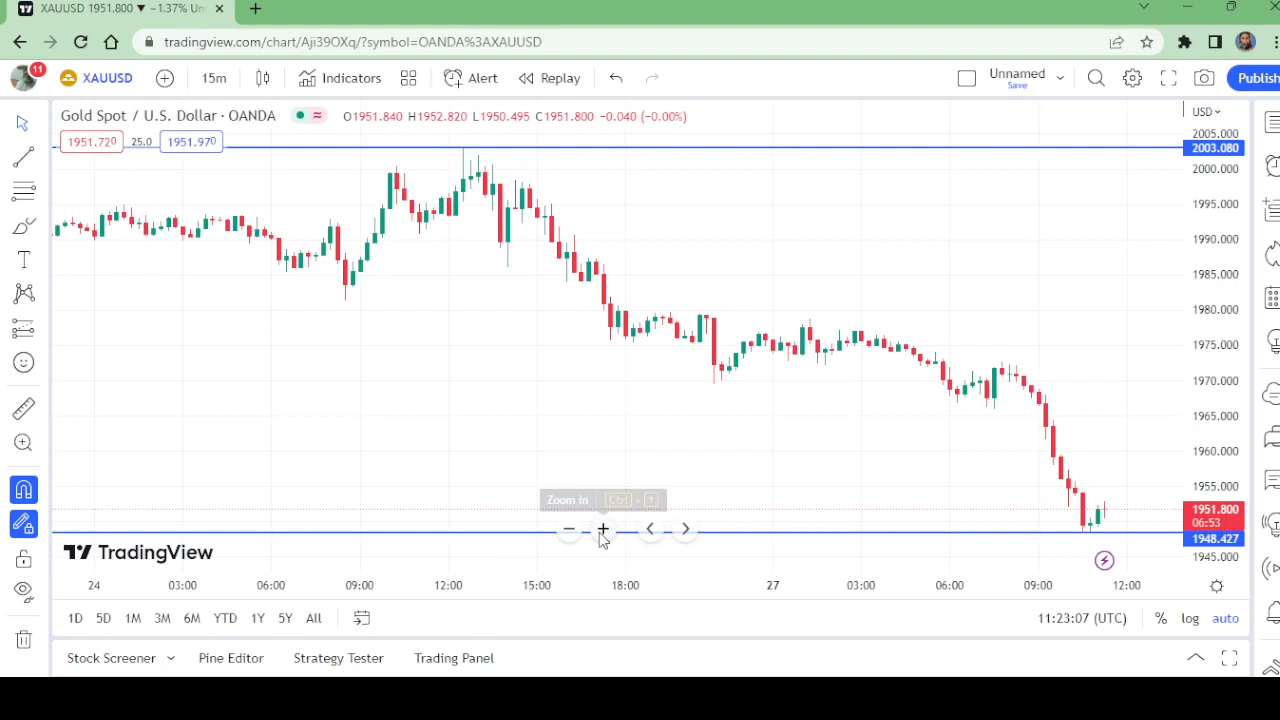 XAUUSD 1951.800 ▼ −1.37% Un
tradingview.com/chart/Aji39OXq/?symbol=OANDA%3AXAUUSD
11
XAUUSD
15m
Indicators
Alert
Replay
Unnamed
Save
Publish
Gold Spot / U.S. Dollar · OANDA
≈
O1951.840 H1952.820 L1950.495 C1951.800 −0.040 (−0.00%)
USD
1951.720
25.0
1951.970
2005.000
2003.080
2000.000
1995.000
1990.000
1985.000
1980.000
1975.000
1970.000
1965.000
1960.000
1955.000
1951.800
06:53
1948.427
1945.000
Zoom in Ctrl + ↑
TradingView
24 03:00 06:00 09:00 12:00 15:00 18:00 27 03:00 06:00 09:00 12:00
1D 5D 1M 3M 6M YTD 1Y 5Y All
11:23:07 (UTC) % log auto
Stock Screener Pine Editor Strategy Tester Trading Panel